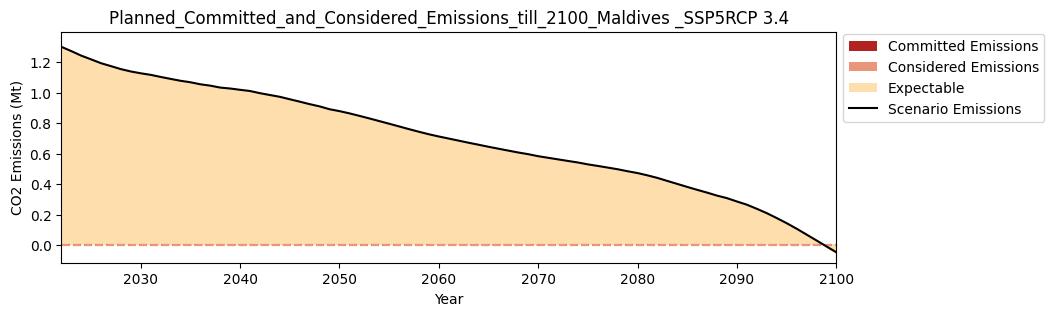 Planned_Committed_and_Considered_Emissions_till_2100_Maldives _SSP5RCP 3.4
Committed Emissions
Considered Emissions
Expectable
Scenario Emissions
CO2 Emissions (Mt)
1.2
1.0
0.8
0.6
0.4
0.2
0.0
2030 2040 2050 2060 2070 2080 2090 2100
Year